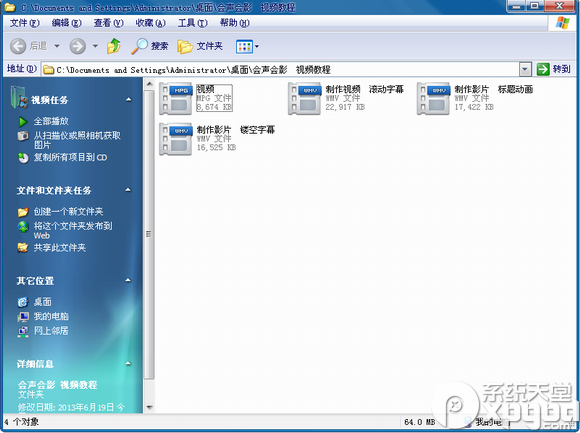 C:\Documents and Settings\Administrator\桌面\会声会影 视频教程
文件(F) 编辑(E) 查看(V) 收藏(A) 工具(T) 帮助(H)
后退 搜索 文件夹
地址(D) C:\Documents and Settings\Administrator\桌面\会声会影 视频教程 转到
视频任务
全部播放
从扫描仪或照相机获取
图片
复制所有项目到 CD
文件和文件夹任务
创建一个新文件夹
将这个文件夹发布到
Web
共享此文件夹
其它位置
桌面
我的电脑
网上邻居
详细信息
会声会影 视频教程
文件夹
修改日期: 2013年6月19日 今
MPG
视频
MPG 文件
8,674 KB
WMV
制作视频 滚动字幕
WMV 文件
22,917 KB
WMV
制作影片 标题动画
WMV 文件
17,422 KB
WMV
制作影片 镂空字幕
WMV 文件
16,525 KB
4 个对象 64.0 MB 我的电
系统天堂